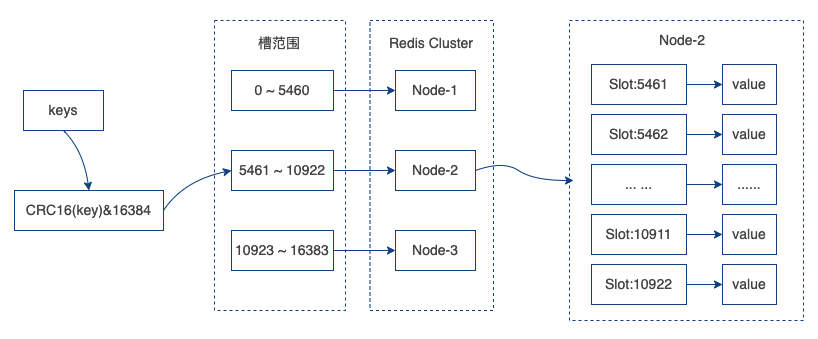 keys
CRC16(key)&16384
槽范围
0 ~ 5460
5461 ~ 10922
10923 ~ 16383
Redis Cluster
Node-1
Node-2
Node-3
Node-2
Slot:5461
value
Slot:5462
value
... ...
......
Slot:10911
value
Slot:10922
value